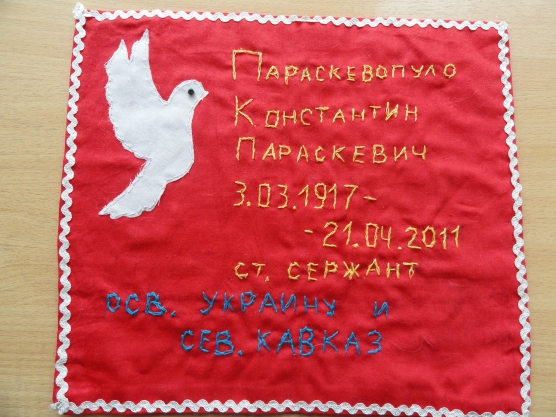 Параскевопуло
Константин
Параскевич
3.03.1917-
-21.04.2011
ст. сержант
осв. Украину и
сев. Кавказ